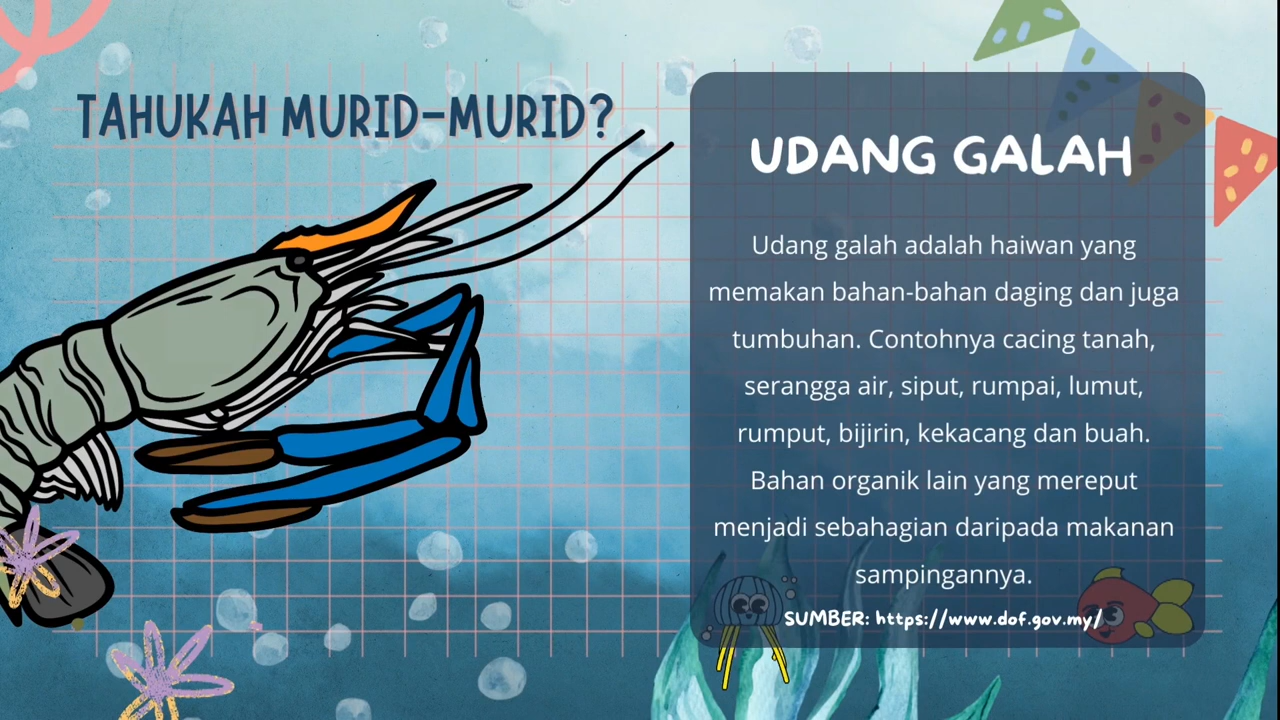 TAHUKAH MURID-MURID?
UDANG GALAH
Udang galah adalah haiwan yang
memakan bahan-bahan daging dan juga
tumbuhan. Contohnya cacing tanah,
serangga air, siput, rumpai, lumut,
rumput, bijirin, kekacang dan buah.
Bahan organik lain yang mereput
menjadi sebahagian daripada makanan
sampingannya.
SUMBER: https://www.dof.gov.my/